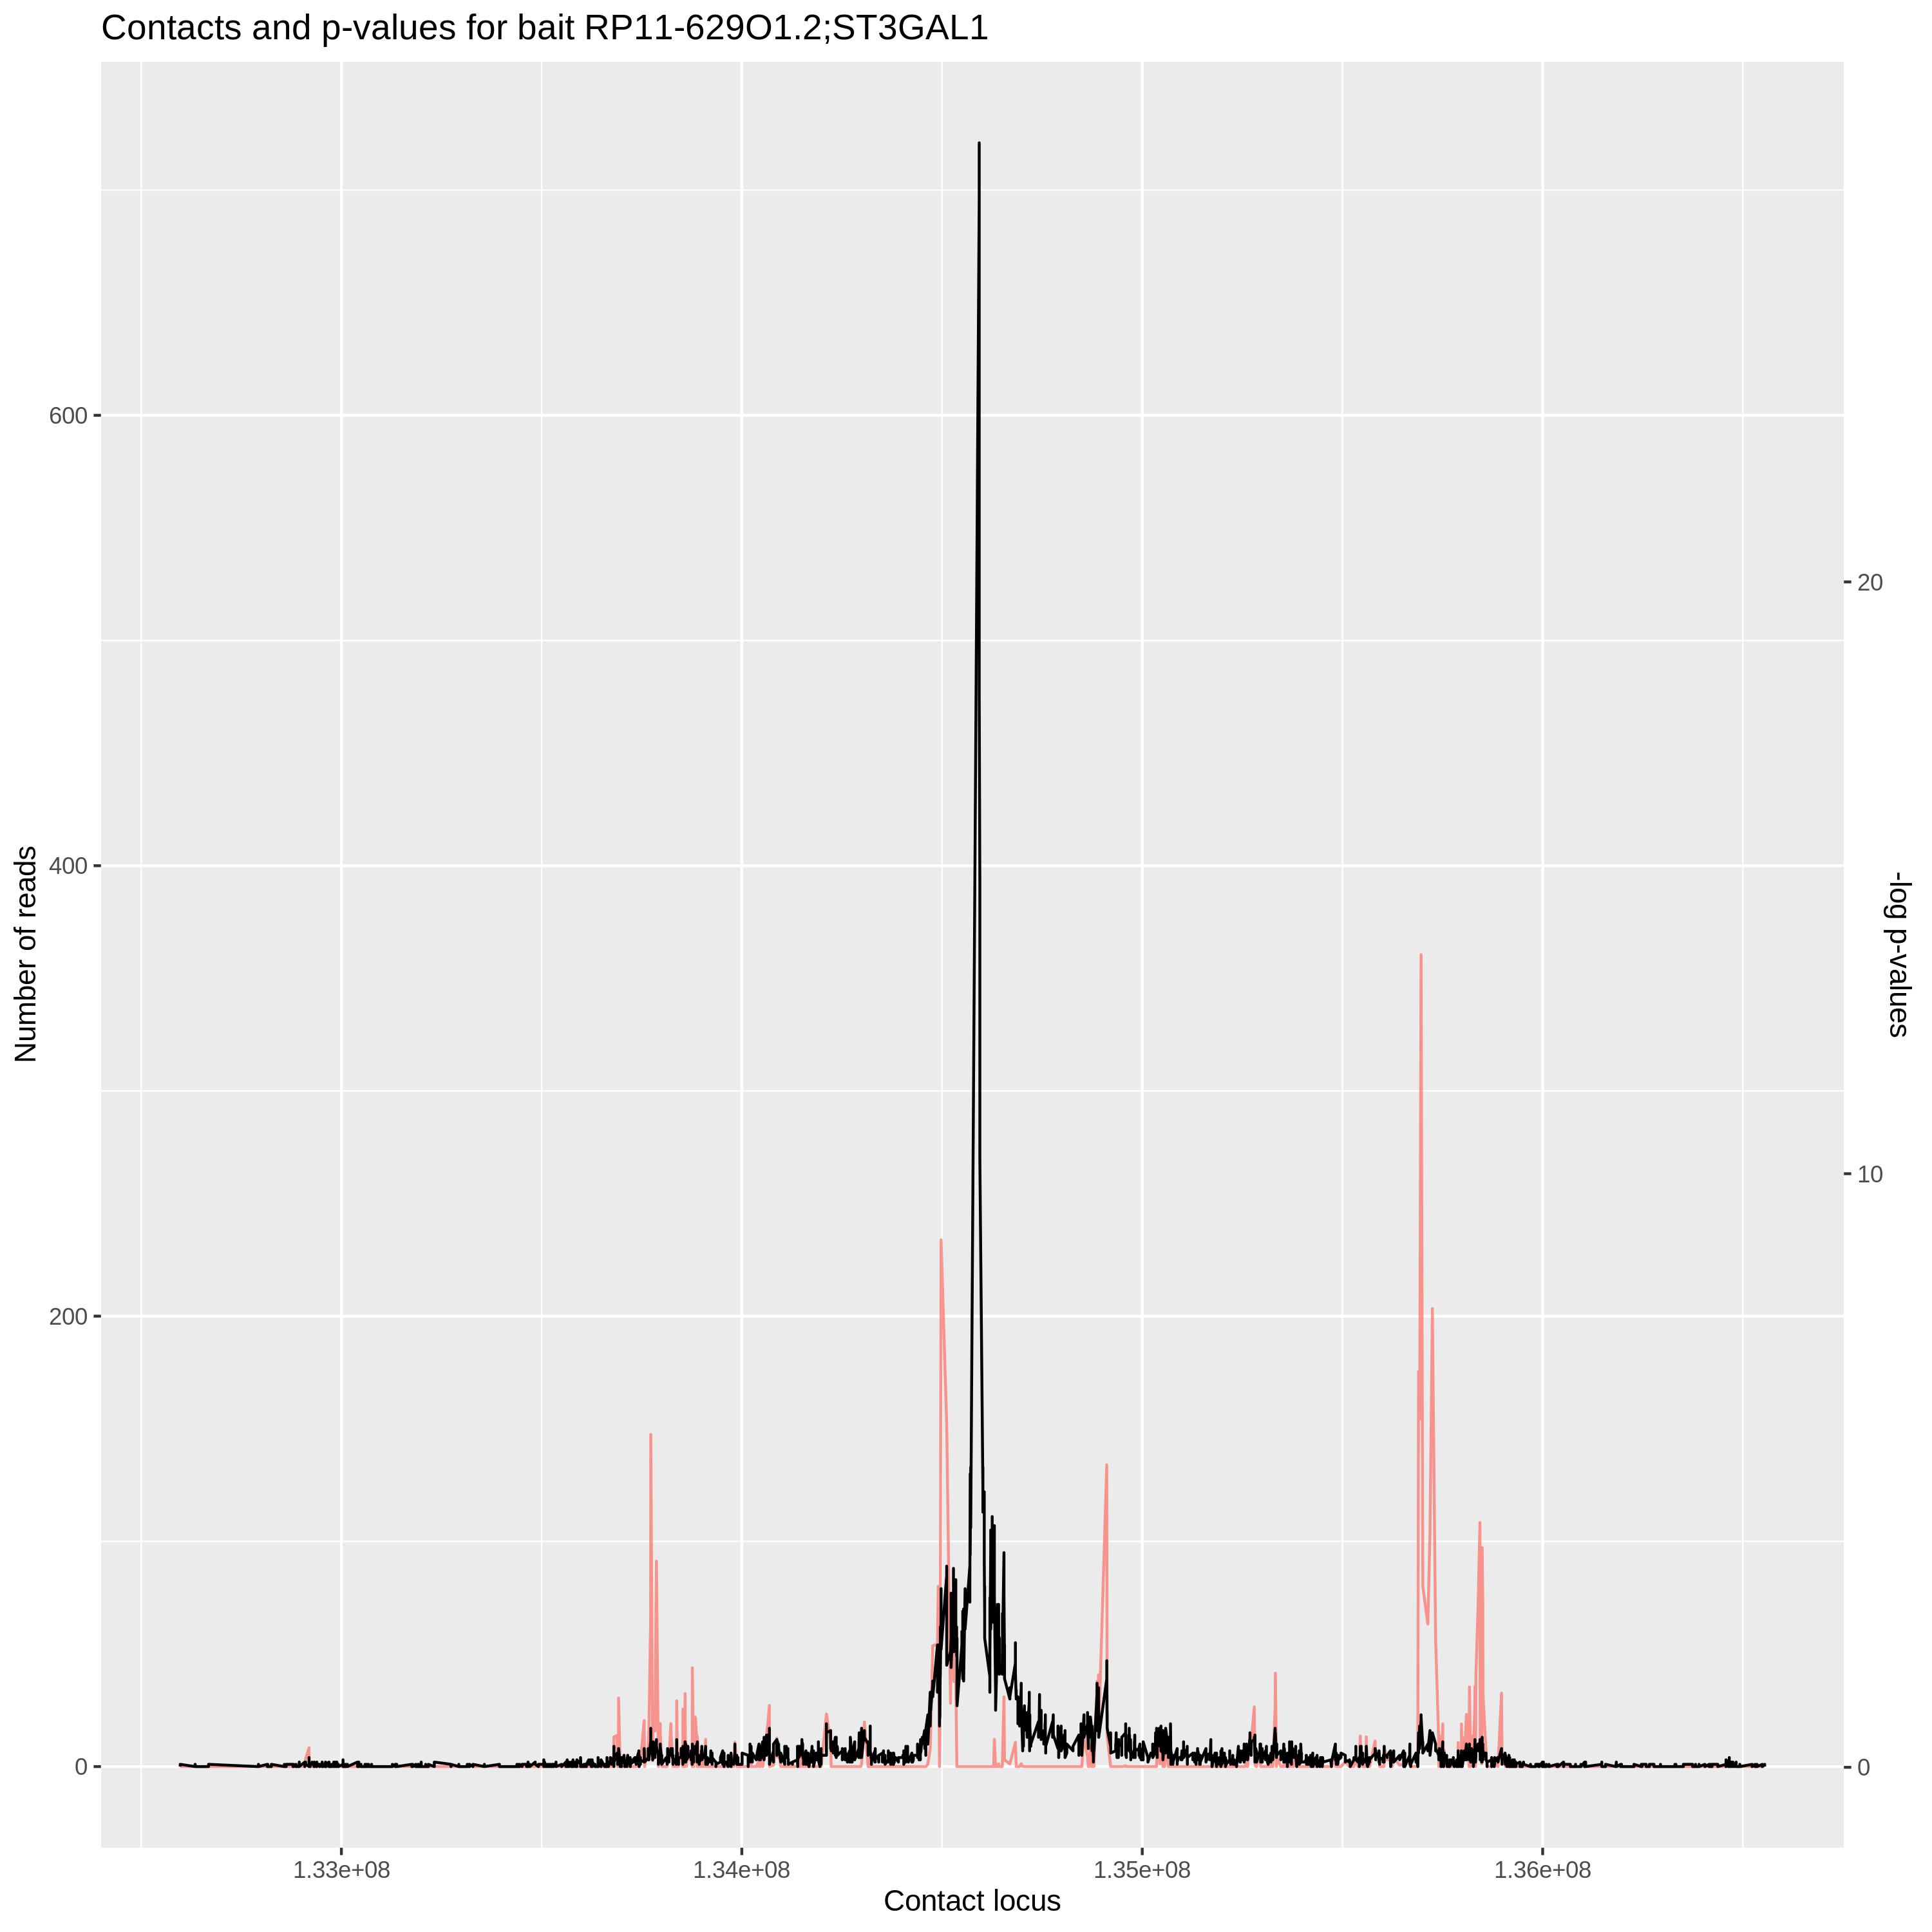 Contacts and p-values for bait RP11-629O1.2;ST3GAL1
600
400
200
0
Number of reads
20
10
0
-log p-values
1.33e+08
1.34e+08
1.35e+08
1.36e+08
Contact locus